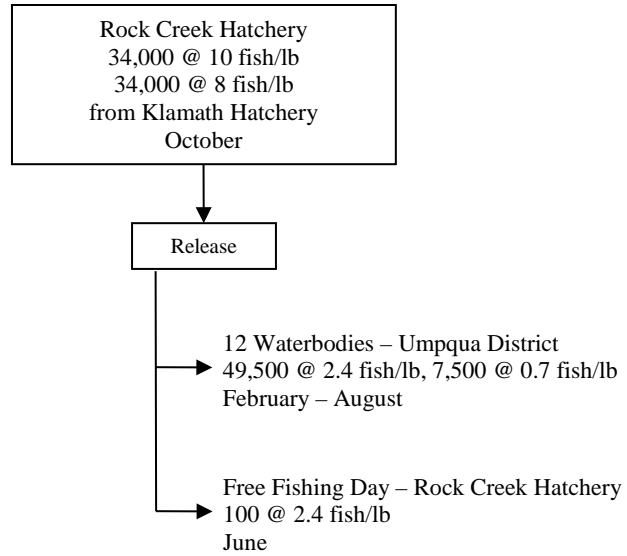 Rock Creek Hatchery
34,000 @ 10 fish/lb
34,000 @ 8 fish/lb
from Klamath Hatchery
October
Release
12 Waterbodies – Umpqua District
49,500 @ 2.4 fish/lb, 7,500 @ 0.7 fish/lb
February – August
Free Fishing Day – Rock Creek Hatchery
100 @ 2.4 fish/lb
June